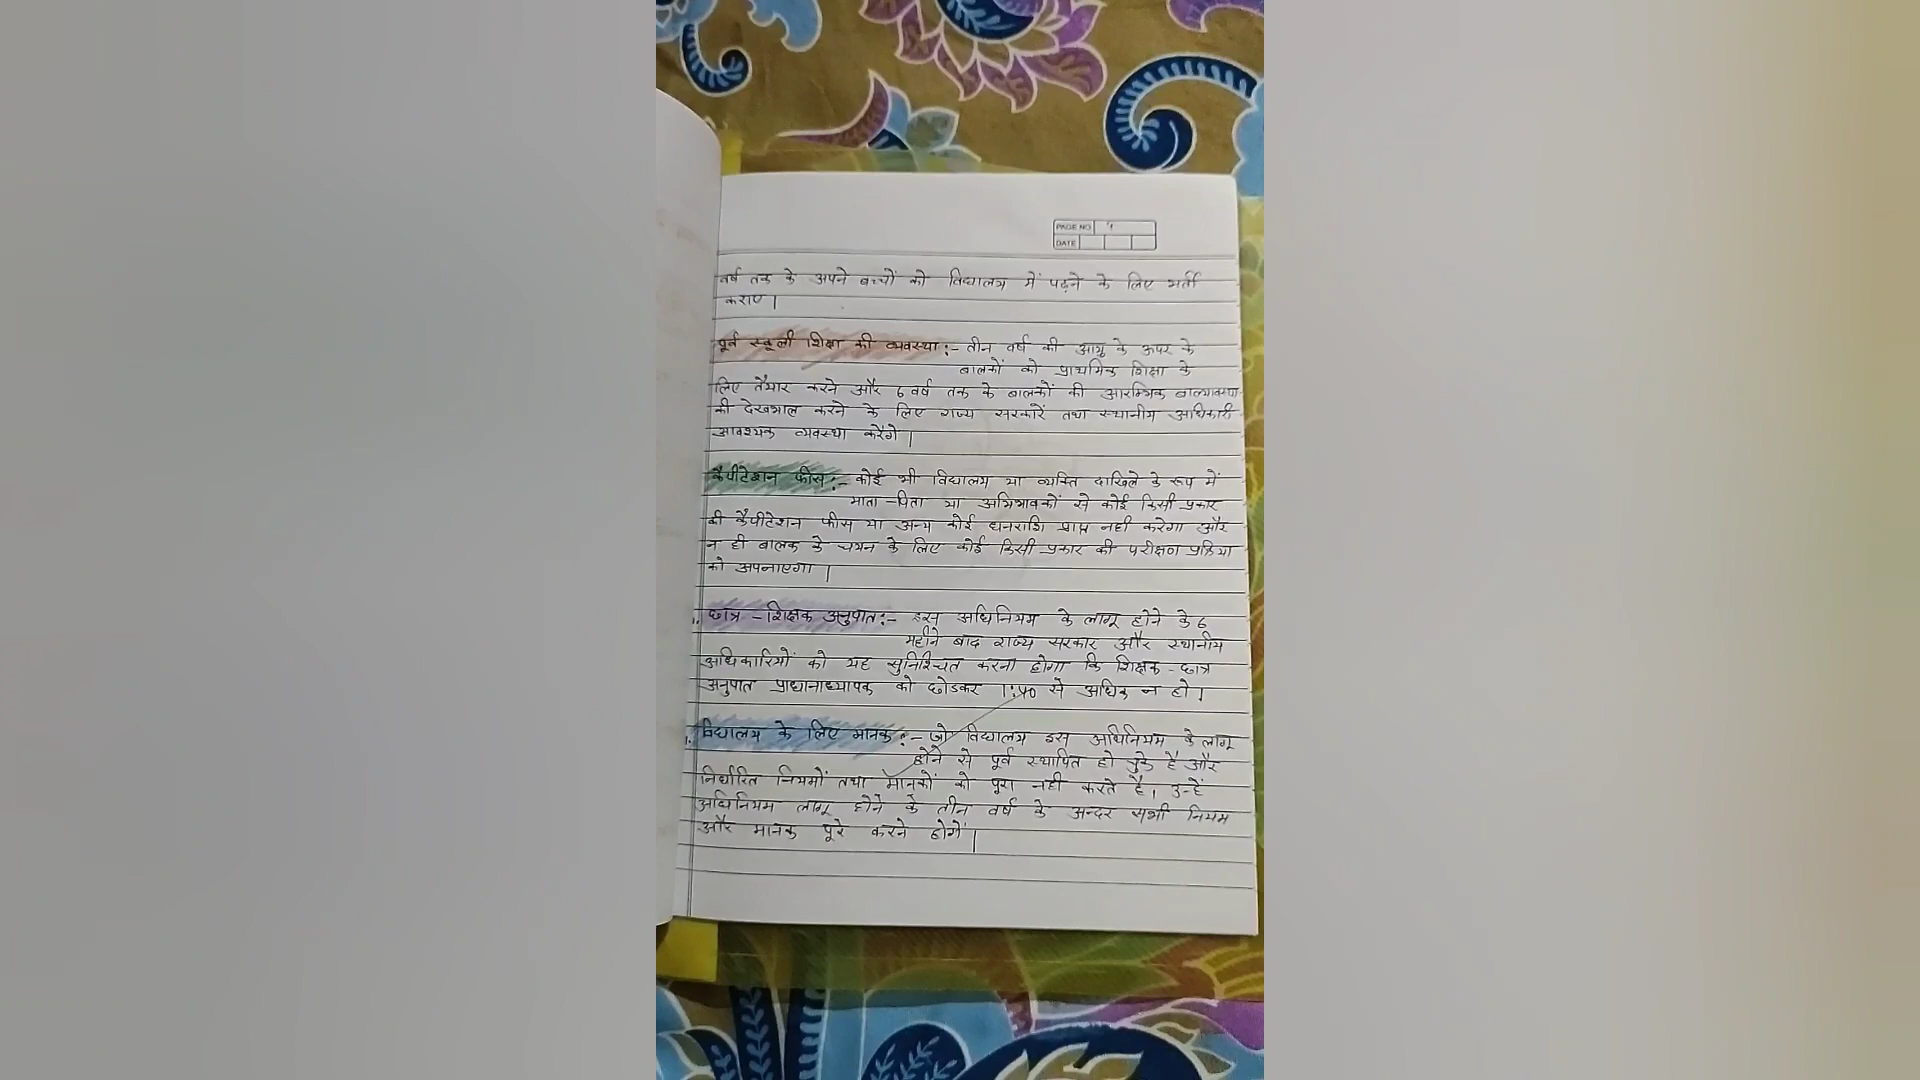 PAGE NO
DATE
वर्ष तक के अपने बच्चों को विद्यालय में पढ़ने के लिए भर्ती
कराए।
पूर्व स्कूली शिक्षा की व्यवस्था:- तीन वर्ष की आयु के ऊपर के
बालकों को प्राथमिक शिक्षा के
लिए तैयार करने और 6 वर्ष तक के बालकों की आरम्भिक बाल्यावस्था
की देखभाल करने के लिए राज्य सरकारें तथा स्थानीय अधिकारी
आवश्यक व्यवस्था करेंगे।
कैपीटेशन फीस:- कोई भी विद्यालय या व्यक्ति दाखिले के रूप में
माता-पिता या अभिभावकों से कोई किसी प्रकार
की कैपीटेशन फीस या अन्य कोई धनराशि प्राप्त नही करेगा और
न ही बालक के चयन के लिए कोई किसी प्रकार की परीक्षण प्रक्रिया
को अपनाएगा।
छात्र-शिक्षक अनुपात:- इस अधिनियम के लागू होने के 6
महीने बाद राज्य सरकार और स्थानीय
अधिकारियों को यह सुनिश्चित करना होगा कि शिक्षक-छात्र
अनुपात प्राधानाध्यापक को छोडकर 1:40 से अधिक न हो।
विद्यालय के लिए मानक:- जो विद्यालय इस अधिनियम के लागू
होने से पूर्व स्थापित हो चुके है और
निर्धारित नियमों तथा मानकों को पूरा नही करते है, उन्हें
अधिनियम लागू होने के तीन वर्ष के अन्दर सभी नियम
और मानक पूरे करने होगें।